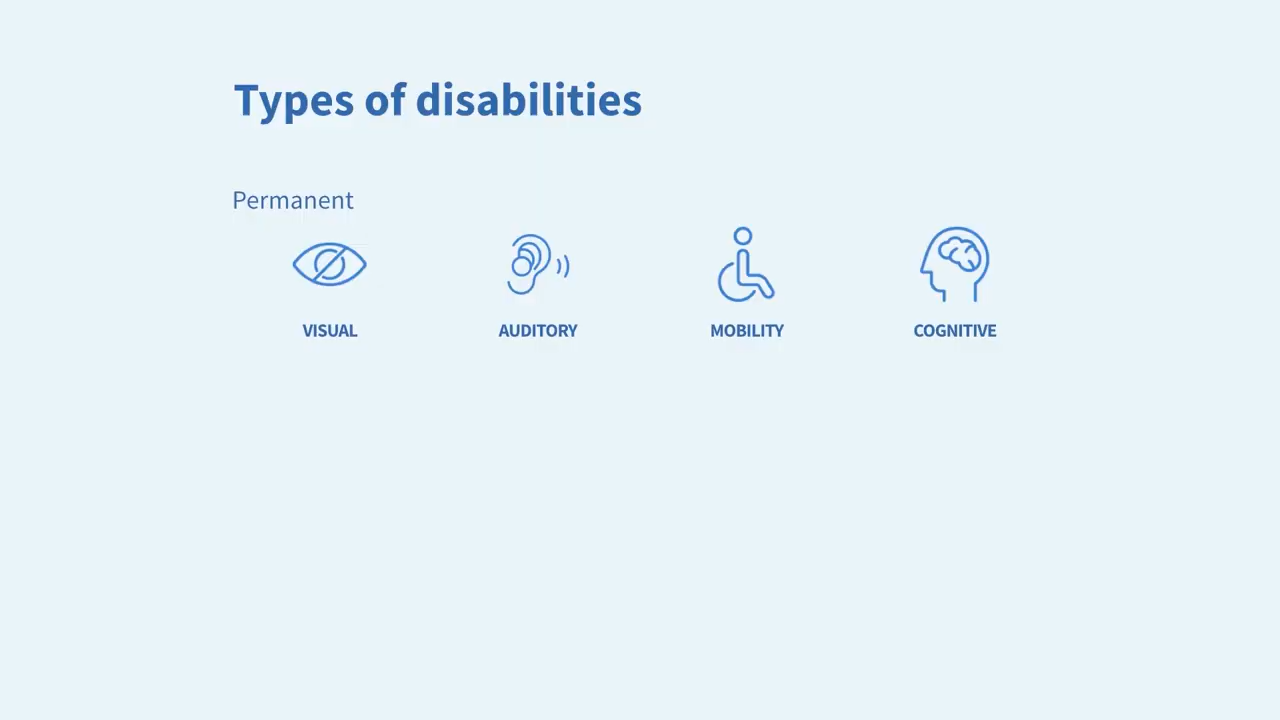 Types of disabilities
Permanent
VISUAL
AUDITORY
MOBILITY
COGNITIVE